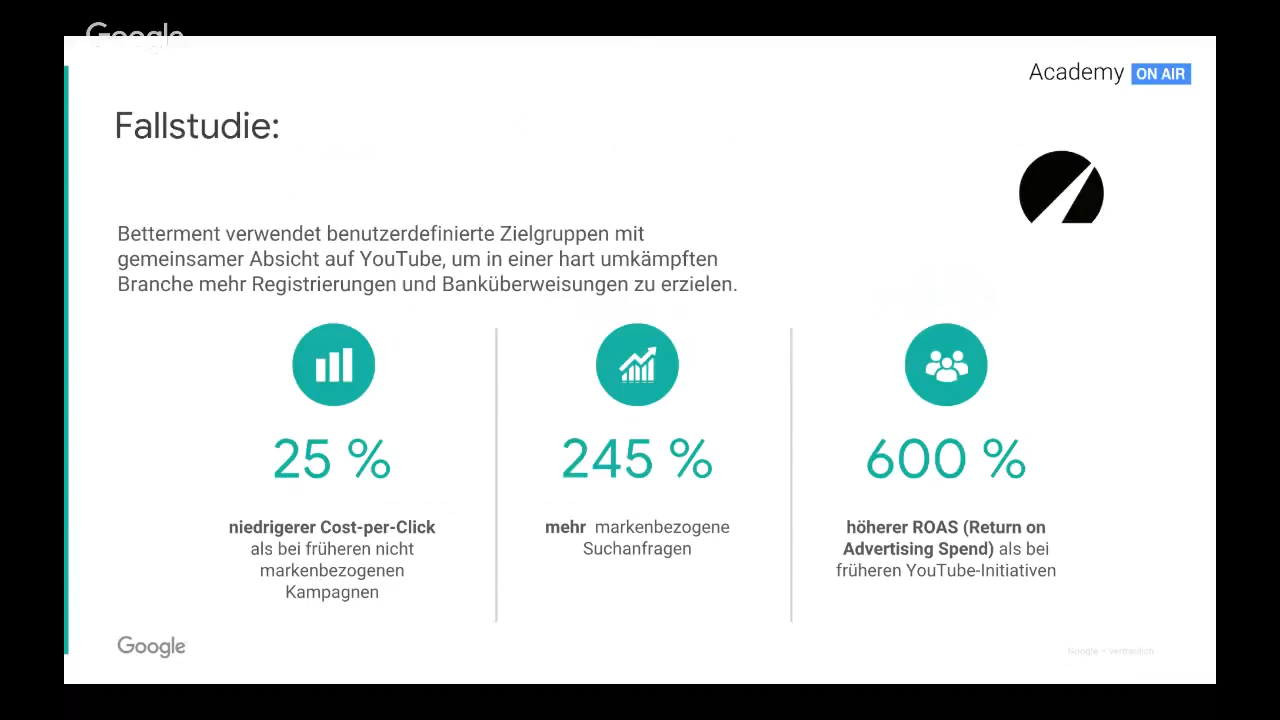 Google
Academy ON AIR
Fallstudie:
Betterment verwendet benutzerdefinierte Zielgruppen mit
gemeinsamer Absicht auf YouTube, um in einer hart umkämpften
Branche mehr Registrierungen und Banküberweisungen zu erzielen.
25 %
niedrigerer Cost-per-Click
als bei früheren nicht
markenbezogenen
Kampagnen
245 %
mehr markenbezogene
Suchanfragen
600 %
höherer ROAS (Return on
Advertising Spend) als bei
früheren YouTube-Initiativen
Google
Google – vertraulich